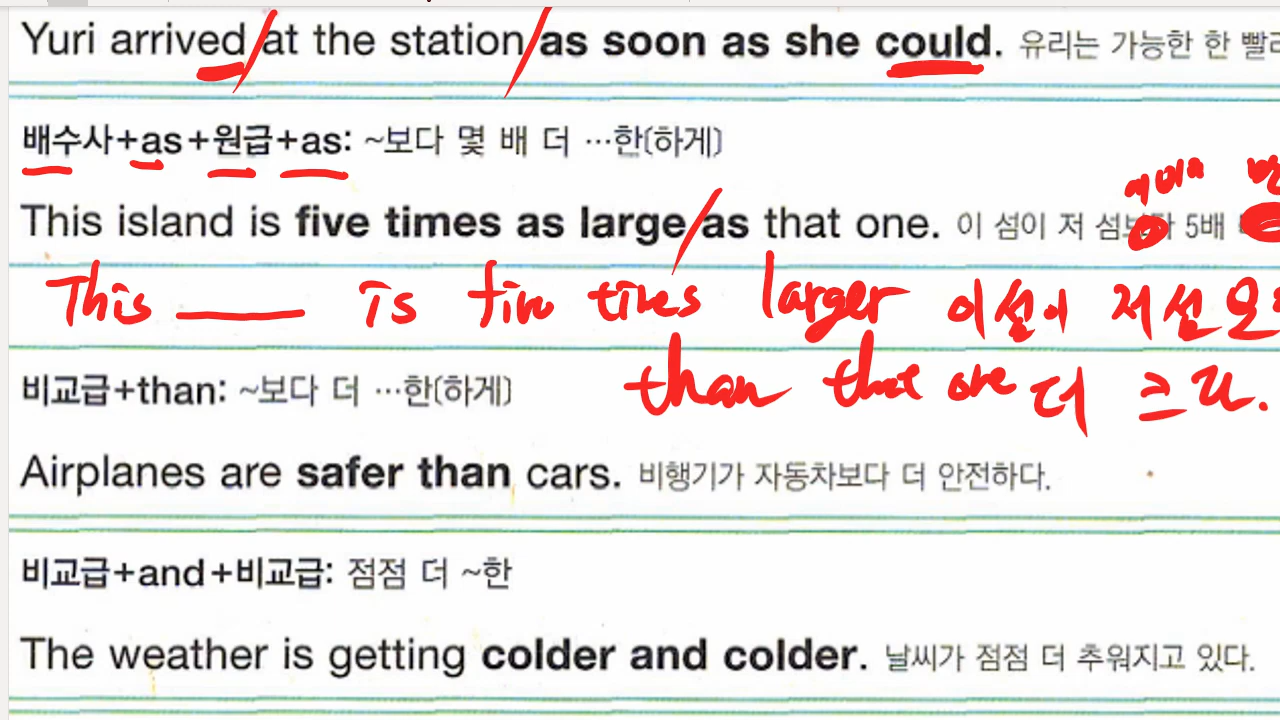 Yuri arrived at the station as soon as she could. 유리는 가능한 한 빨리
배수사+as+원급+as: ~보다 몇 배 더 …한(하게)
This island is five times as large as that one. 이 섬이 저 섬보다 5배
This ____ is five times larger 이섬이 저섬
than that one 더 크다.
비교급+than: ~보다 더 …한(하게)
Airplanes are safer than cars. 비행기가 자동차보다 더 안전하다.
비교급+and+비교급: 점점 더 ~한
The weather is getting colder and colder. 날씨가 점점 더 추워지고 있다.